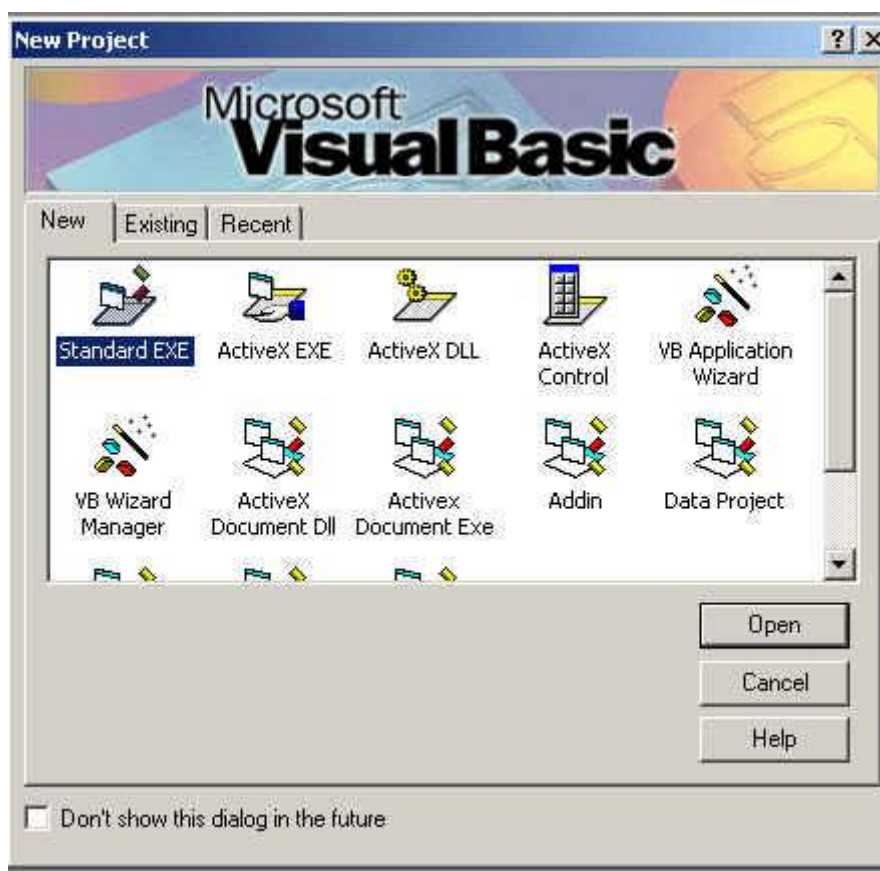 New Project
Microsoft
Visual Basic
New Existing Recent
Standard EXE ActiveX EXE ActiveX DLL ActiveX Control VB Application Wizard
VB Wizard Manager ActiveX Document Dll Activex Document Exe Addin Data Project
Open
Cancel
Help
Don't show this dialog in the future